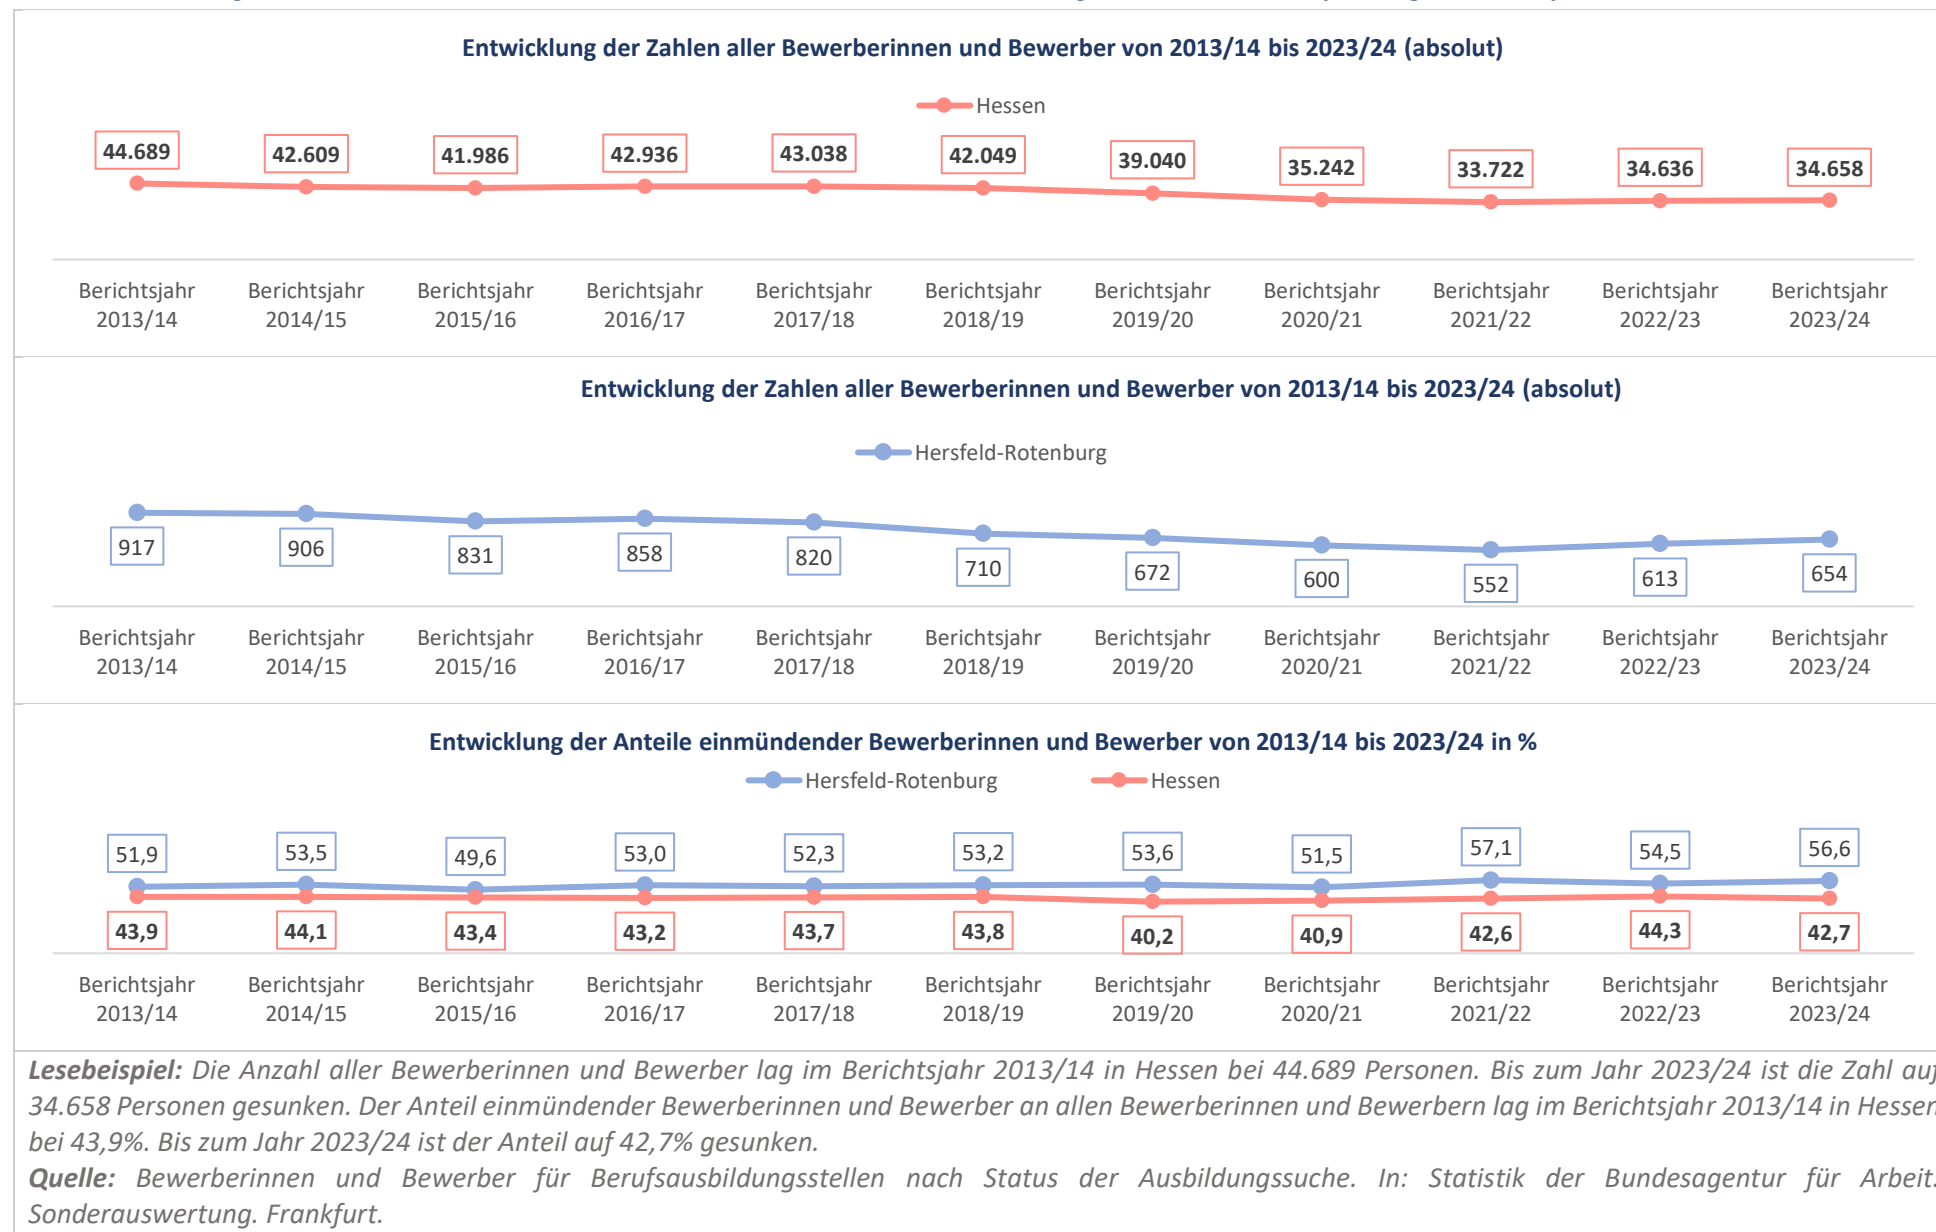 Entwicklung der Zahlen aller Bewerberinnen und Bewerber von 2013/14 bis 2023/24 (absolut)
Hessen
44.689 42.609 41.986 42.936 43.038 42.049 39.040 35.242 33.722 34.636 34.658
Berichtsjahr Berichtsjahr Berichtsjahr Berichtsjahr Berichtsjahr Berichtsjahr Berichtsjahr Berichtsjahr Berichtsjahr Berichtsjahr Berichtsjahr
2013/14 2014/15 2015/16 2016/17 2017/18 2018/19 2019/20 2020/21 2021/22 2022/23 2023/24
Entwicklung der Zahlen aller Bewerberinnen und Bewerber von 2013/14 bis 2023/24 (absolut)
Hersfeld-Rotenburg
917 906 831 858 820 710 672 600 552 613 654
Berichtsjahr Berichtsjahr Berichtsjahr Berichtsjahr Berichtsjahr Berichtsjahr Berichtsjahr Berichtsjahr Berichtsjahr Berichtsjahr Berichtsjahr
2013/14 2014/15 2015/16 2016/17 2017/18 2018/19 2019/20 2020/21 2021/22 2022/23 2023/24
Entwicklung der Anteile einmündender Bewerberinnen und Bewerber von 2013/14 bis 2023/24 in %
Hersfeld-Rotenburg Hessen
51,9 53,5 49,6 53,0 52,3 53,2 53,6 51,5 57,1 54,5 56,6
43,9 44,1 43,4 43,2 43,7 43,8 40,2 40,9 42,6 44,3 42,7
Berichtsjahr Berichtsjahr Berichtsjahr Berichtsjahr Berichtsjahr Berichtsjahr Berichtsjahr Berichtsjahr Berichtsjahr Berichtsjahr Berichtsjahr
2013/14 2014/15 2015/16 2016/17 2017/18 2018/19 2019/20 2020/21 2021/22 2022/23 2023/24
Lesebeispiel: Die Anzahl aller Bewerberinnen und Bewerber lag im Berichtsjahr 2013/14 in Hessen bei 44.689 Personen. Bis zum Jahr 2023/24 ist die Zahl auf
34.658 Personen gesunken. Der Anteil einmündender Bewerberinnen und Bewerber an allen Bewerberinnen und Bewerbern lag im Berichtsjahr 2013/14 in Hessen
bei 43,9%. Bis zum Jahr 2023/24 ist der Anteil auf 42,7% gesunken.
Quelle: Bewerberinnen und Bewerber für Berufsausbildungsstellen nach Status der Ausbildungssuche. In: Statistik der Bundesagentur für Arbeit.
Sonderauswertung. Frankfurt.